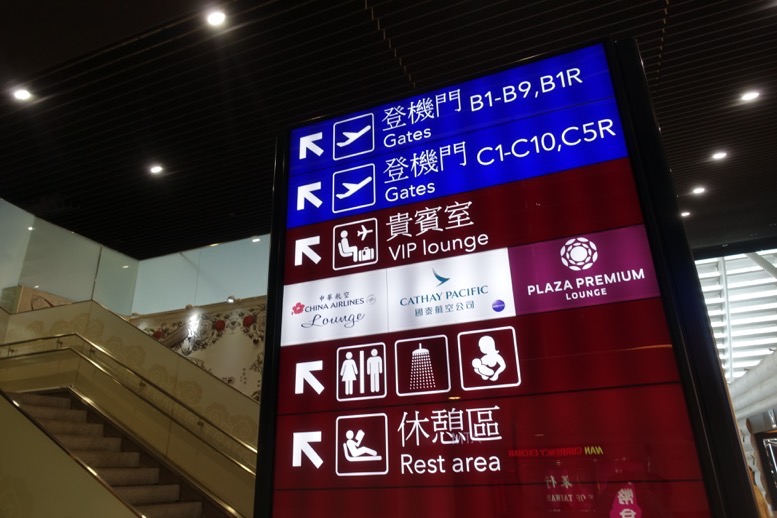 登機門 B1-B9,B1R
Gates
登機門 C1-C10,C5R
Gates
貴賓室
VIP lounge
中華航空
CHINA AIRLINES
Lounge
CATHAY PACIFIC
國泰航空公司
PLAZA PREMIUM
LOUNGE
休憩區
Rest area